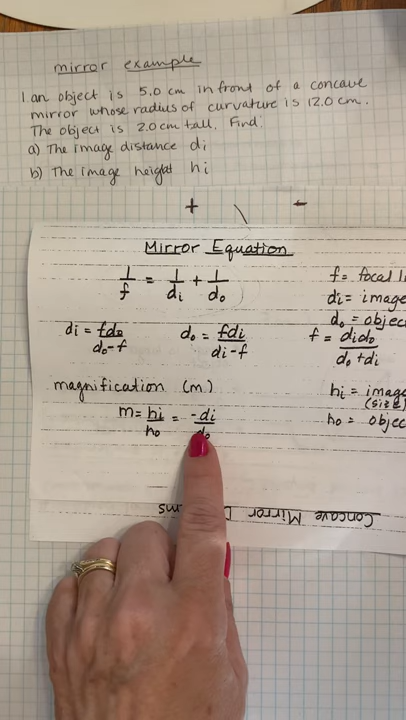 mirror example
1 an object is 5.0 cm in front of a concave
mirror whose radius of curvature is 12.0 cm.
The object is 2.0 cm tall. Find:
a) The image distance di
b) The image height hi
+ \ -
Mirror Equation
1/f = 1/di + 1/do
f = focal
di = image
do = objec
di = fdo/do-f do = fdi/di-f f = dido/do+di
magnification (m)
hi = image
(size
m = hi/ho = -di/do
ho = objec
Concave Mirror